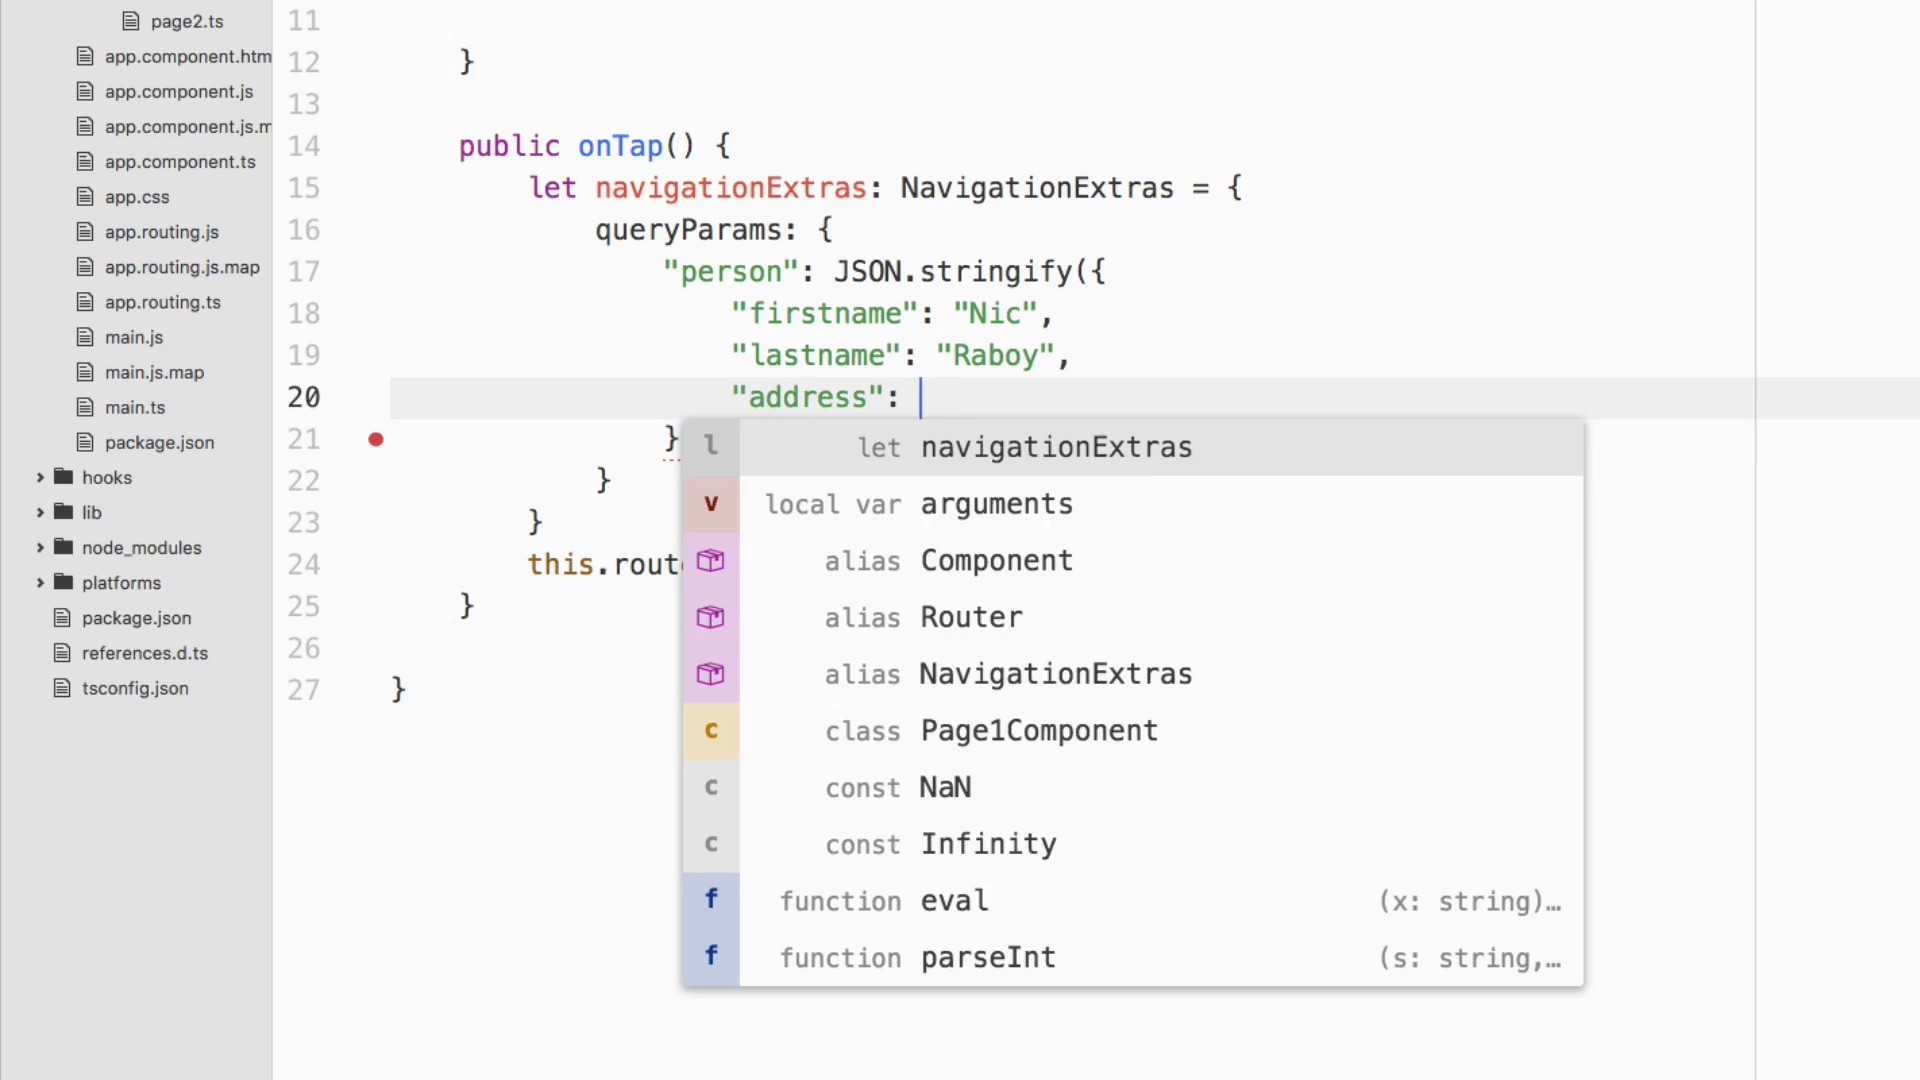 page2.ts
app.component.htm
app.component.js
app.component.js.m
app.component.ts
app.css
app.routing.js
app.routing.js.map
app.routing.ts
main.js
main.js.map
main.ts
package.json
hooks
lib
node_modules
platforms
package.json
references.d.ts
tsconfig.json
11
12 }
13
14 public onTap() {
15 let navigationExtras: NavigationExtras = {
16 queryParams: {
17 "person": JSON.stringify({
18 "firstname": "Nic",
19 "lastname": "Raboy",
20 "address":
21 }
22 }
23 }
24 this.route
25 }
26
27 }
l let navigationExtras
v local var arguments
alias Component
alias Router
alias NavigationExtras
c class Page1Component
c const NaN
c const Infinity
f function eval (x: string)…
f function parseInt (s: string,…